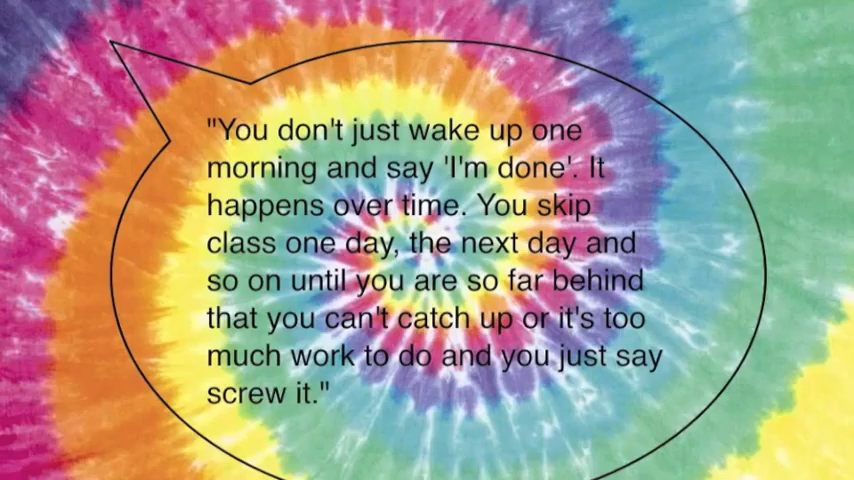 "You don't just wake up one
morning and say 'I'm done'. It
happens over time. You skip
class one day, the next day and
so on until you are so far behind
that you can't catch up or it's too
much work to do and you just say
screw it."